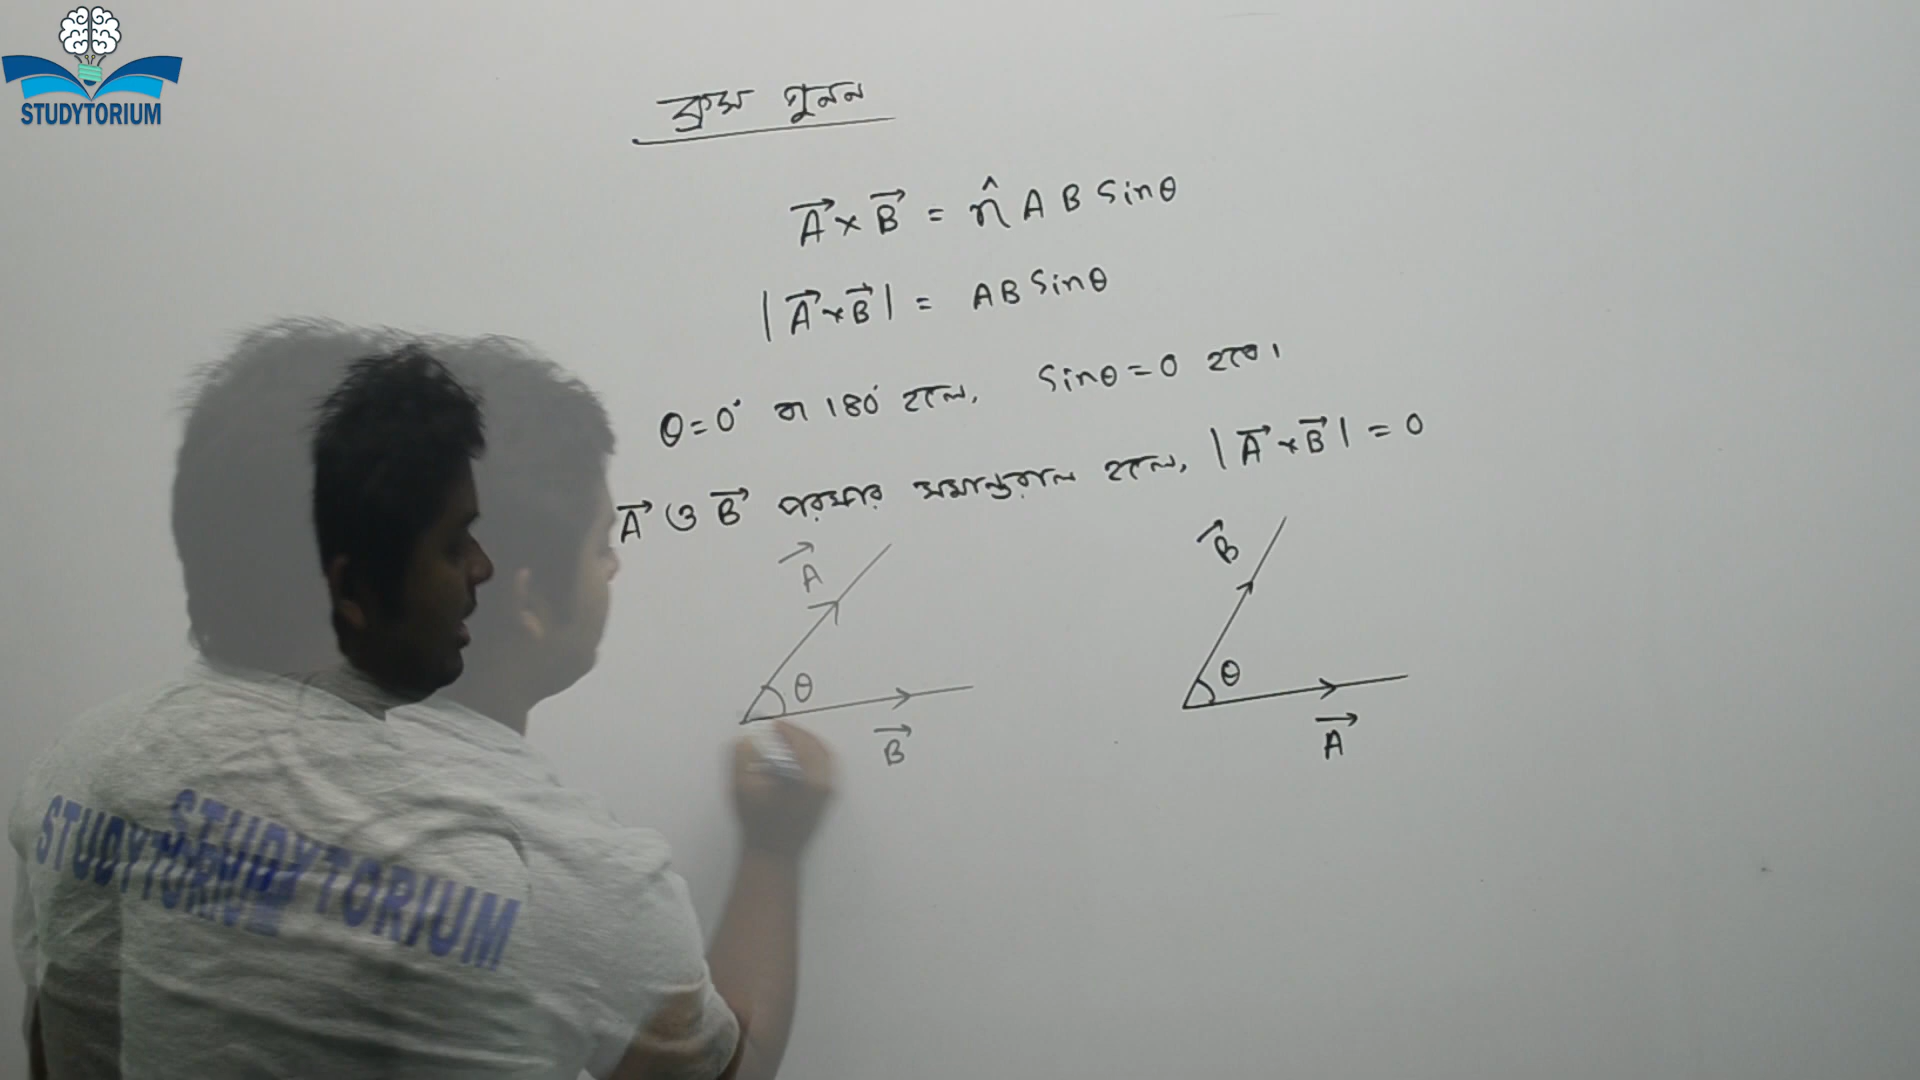 STUDYTORIUM
ক্রস গুনন
A⃗ × B⃗ = n̂ A B Sinθ
| A⃗ × B⃗ | = AB Sinθ
θ = 0° বা 180° হলে, Sinθ = 0 হবে।
A⃗ ও B⃗ পরস্পর সমান্তরাল হলে, | A⃗ × B⃗ | = 0
A⃗
θ
B⃗
B⃗
θ
A⃗
STUDYTORIUM
STUDYTORIUM